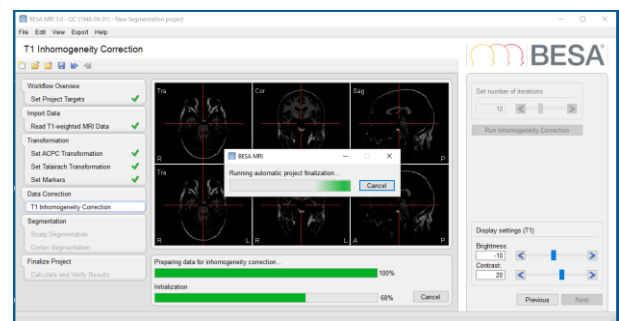 BESA MRI 3.0 - QC (1846-04-01) - New Segmentation project
File Edit View Export Help
T1 Inhomogeneity Correction
BESA
Workflow Overview
Set Project Targets
Import Data
Read T1-weighted MRI Data
Transformation
Set ACPC Transformation
Set Talairach Transformation
Set Markers
Data Correction
T1 Inhomogeneity Correction
Segmentation
Scalp Segmentation
Cortex Segmentation
Finalize Project
Calculate and Verify Results
Tra
Cor
Sag
R
P
Tra
R
L
R
L
A
P
BESA MRI
Running automatic project finalization...
Cancel
Preparing data for inhomogeneity correction...
100%
Initialization
68%
Cancel
Set number of iterations
10
Run Inhomogeneity Correction
Display settings (T1)
Brightness:
-10
Contrast:
20
Previous
Next